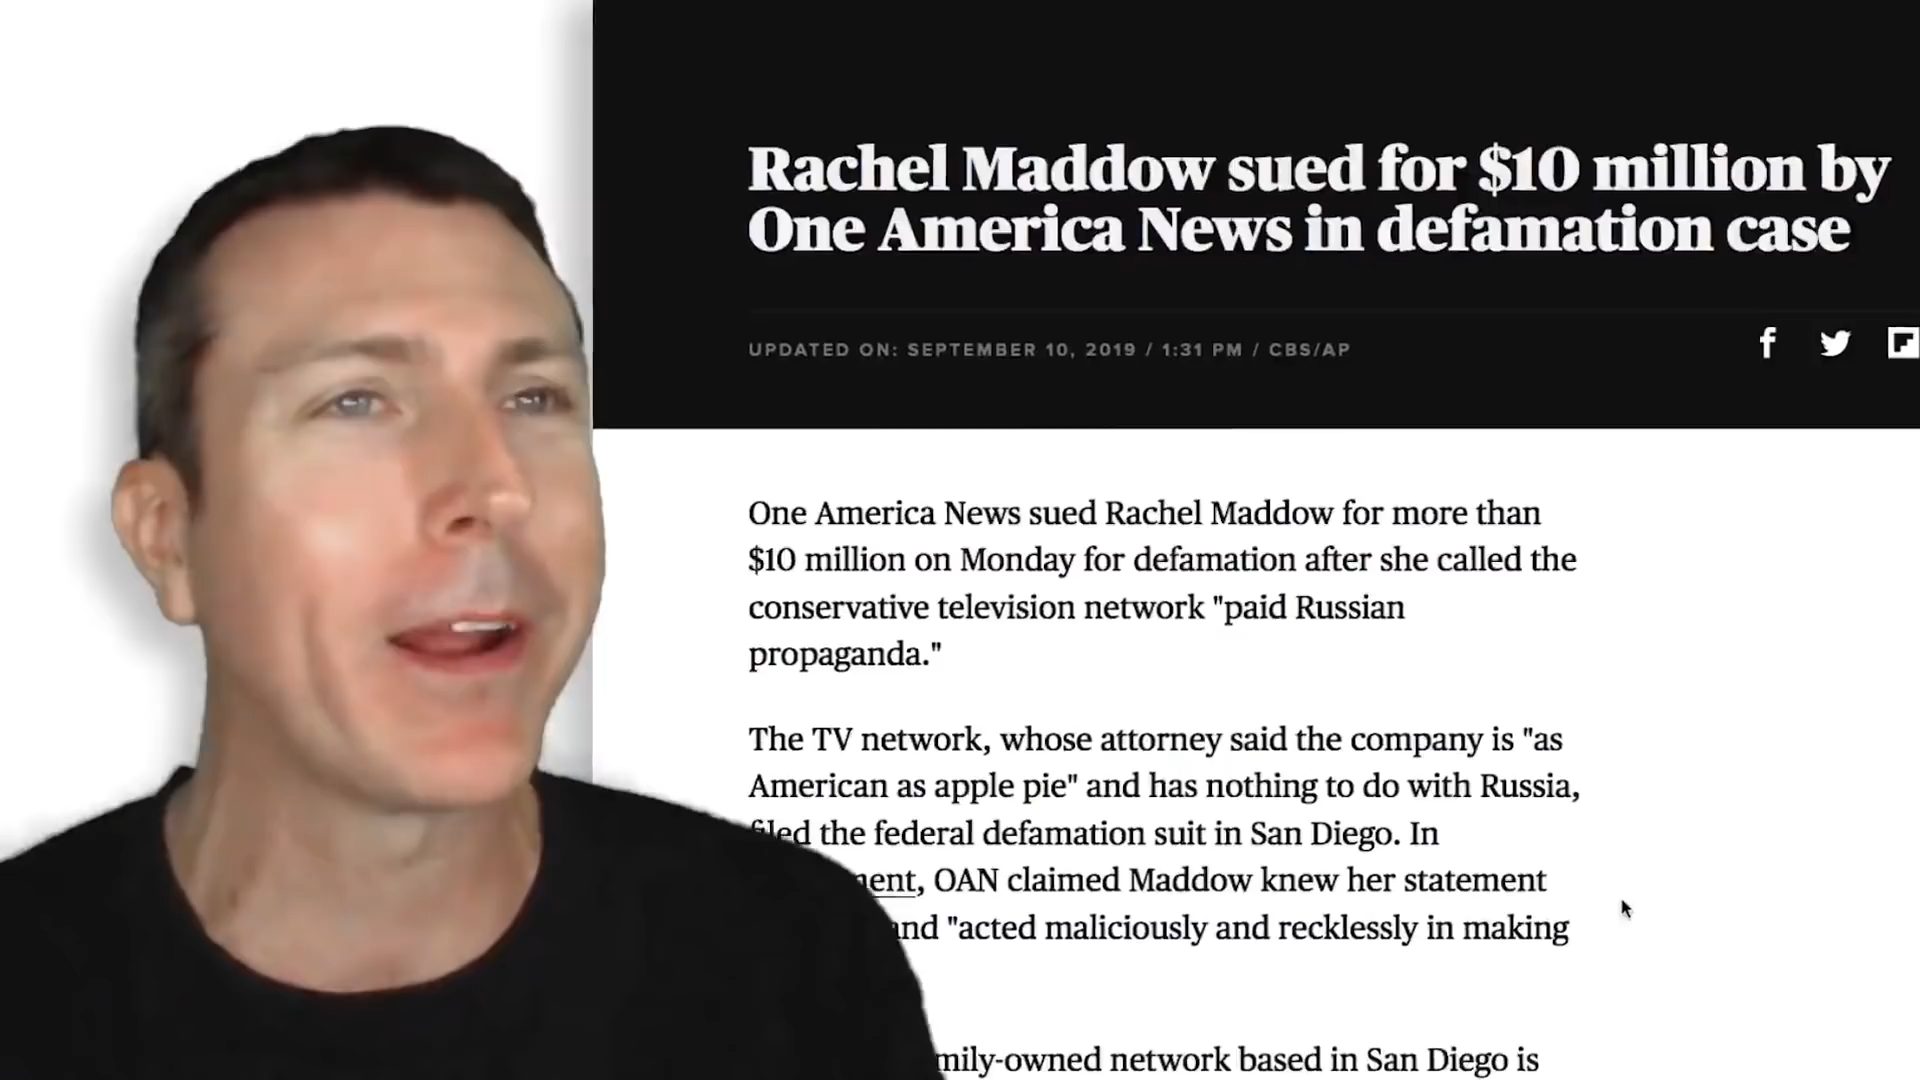 Rachel Maddow sued for $10 million by
One America News in defamation case
UPDATED ON: SEPTEMBER 10, 2019 / 1:31 PM / CBS/AP
One America News sued Rachel Maddow for more than
$10 million on Monday for defamation after she called the
conservative television network "paid Russian
propaganda."
The TV network, whose attorney said the company is "as
American as apple pie" and has nothing to do with Russia,
filed the federal defamation suit in San Diego. In
ent, OAN claimed Maddow knew her statement
and "acted maliciously and recklessly in making
mily-owned network based in San Diego is